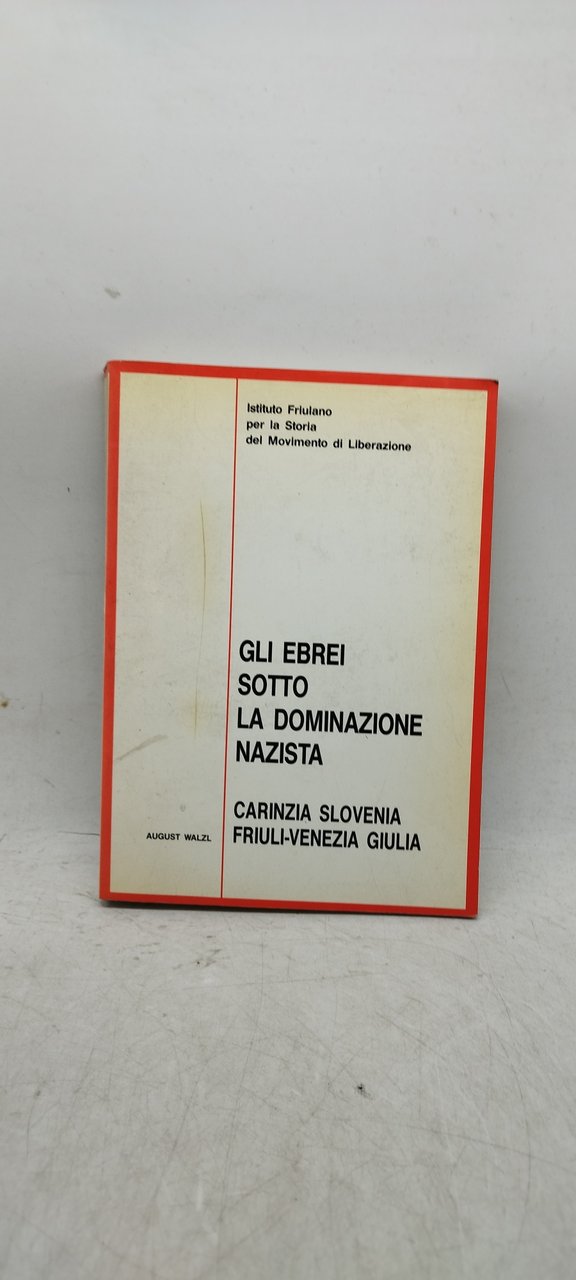 Istituto Friulano
per la Storia
del Movimento di Liberazione
GLI EBREI
SOTTO
LA DOMINAZIONE
NAZISTA
CARINZIA SLOVENIA
FRIULI-VENEZIA GIULIA
AUGUST WALZL